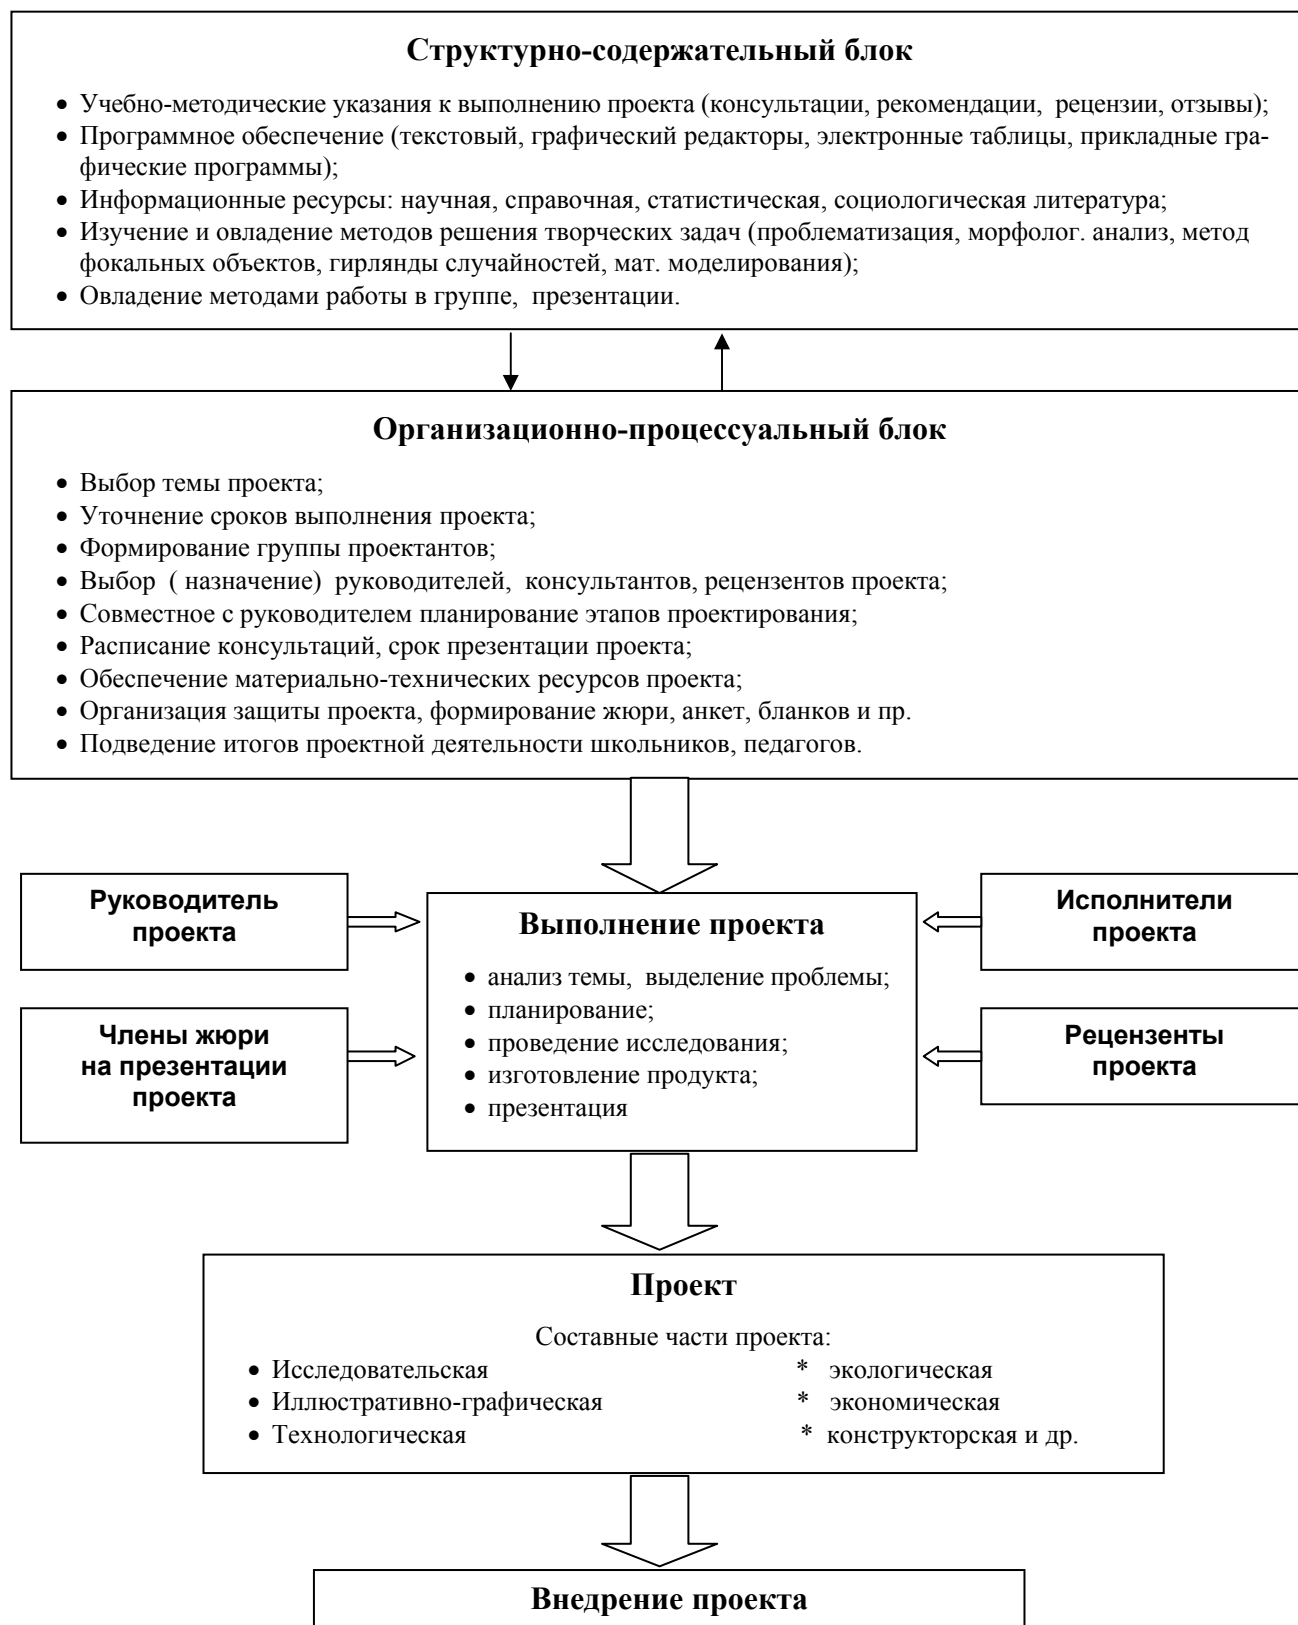 Структурно-содержательный блок
• Учебно-методические указания к выполнению проекта (консультации, рекомендации, рецензии, отзывы);
• Программное обеспечение (текстовый, графический редакторы, электронные таблицы, прикладные гра-
фические программы);
• Информационные ресурсы: научная, справочная, статистическая, социологическая литература;
• Изучение и овладение методов решения творческих задач (проблематизация, морфолог. анализ, метод
фокальных объектов, гирлянды случайностей, мат. моделирования);
• Овладение методами работы в группе, презентации.
Организационно-процессуальный блок
• Выбор темы проекта;
• Уточнение сроков выполнения проекта;
• Формирование группы проектантов;
• Выбор ( назначение) руководителей, консультантов, рецензентов проекта;
• Совместное с руководителем планирование этапов проектирования;
• Расписание консультаций, срок презентации проекта;
• Обеспечение материально-технических ресурсов проекта;
• Организация защиты проекта, формирование жюри, анкет, бланков и пр.
• Подведение итогов проектной деятельности школьников, педагогов.
Руководитель
проекта
Члены жюри
на презентации
проекта
Выполнение проекта
• анализ темы, выделение проблемы;
• планирование;
• проведение исследования;
• изготовление продукта;
• презентация
Исполнители
проекта
Рецензенты
проекта
Проект
Составные части проекта:
• Исследовательская * экологическая
• Иллюстративно-графическая * экономическая
• Технологическая * конструкторская и др.
Внедрение проекта